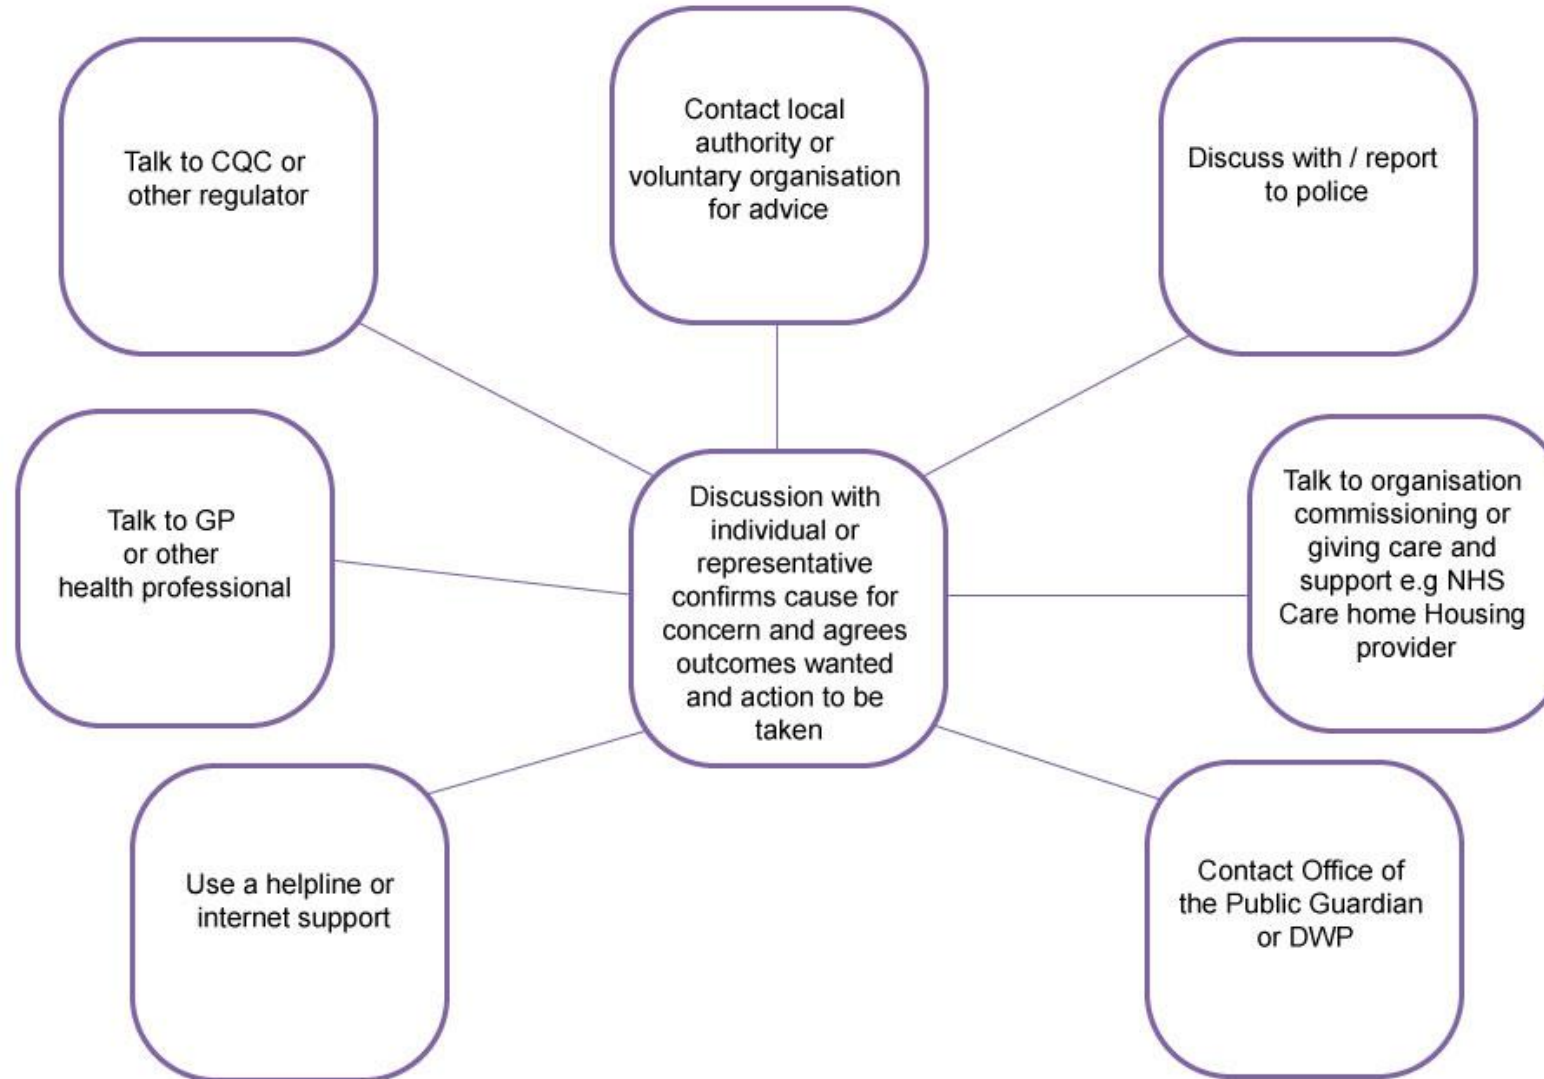 Talk to CQC or
other regulator
Contact local
authority or
voluntary organisation
for advice
Discuss with / report
to police
Talk to GP
or other
health professional
Discussion with
individual or
representative
confirms cause for
concern and agrees
outcomes wanted
and action to be
taken
Talk to organisation
commissioning or
giving care and
support e.g NHS
Care home Housing
provider
Use a helpline or
internet support
Contact Office of
the Public Guardian
or DWP